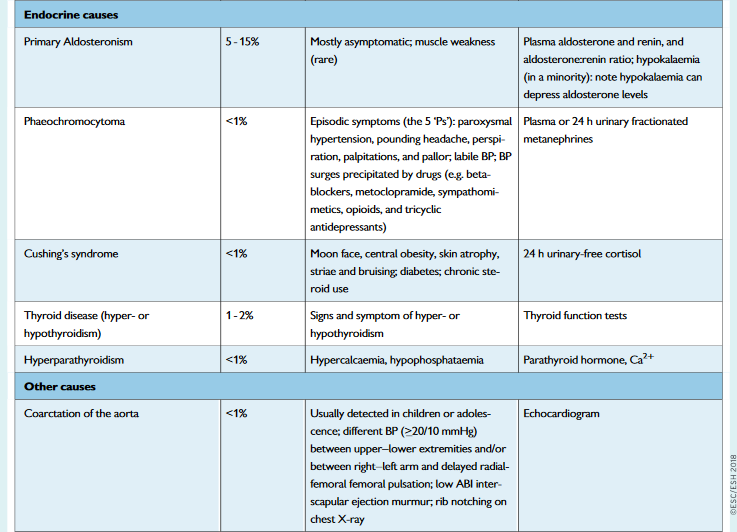 Endocrine causes
Primary Aldosteronism 5 - 15% Mostly asymptomatic; muscle weakness Plasma aldosterone and renin, and
(rare) aldosterone:renin ratio; hypokalaemia
(in a minority): note hypokalaemia can
depress aldosterone levels
Phaeochromocytoma <1% Episodic symptoms (the 5 ‘Ps’): paroxysmal Plasma or 24 h urinary fractionated
hypertension, pounding headache, perspi- metanephrines
ration, palpitations, and pallor; labile BP; BP
surges precipitated by drugs (e.g. beta-
blockers, metoclopramide, sympathomi-
metics, opioids, and tricyclic
antidepressants)
Cushing’s syndrome <1% Moon face, central obesity, skin atrophy, 24 h urinary-free cortisol
striae and bruising; diabetes; chronic ste-
roid use
Thyroid disease (hyper- or 1 - 2% Signs and symptom of hyper- or Thyroid function tests
hypothyroidism) hypothyroidism
Hyperparathyroidism <1% Hypercalcaemia, hypophosphataemia Parathyroid hormone, Ca²⁺
Other causes
Coarctation of the aorta <1% Usually detected in children or adoles- Echocardiogram
cence; different BP (≥20/10 mmHg)
between upper–lower extremities and/or
between right–left arm and delayed radial-
femoral femoral pulsation; low ABI inter-
scapular ejection murmur; rib notching on
chest X-ray
©ESC/ESH 2018